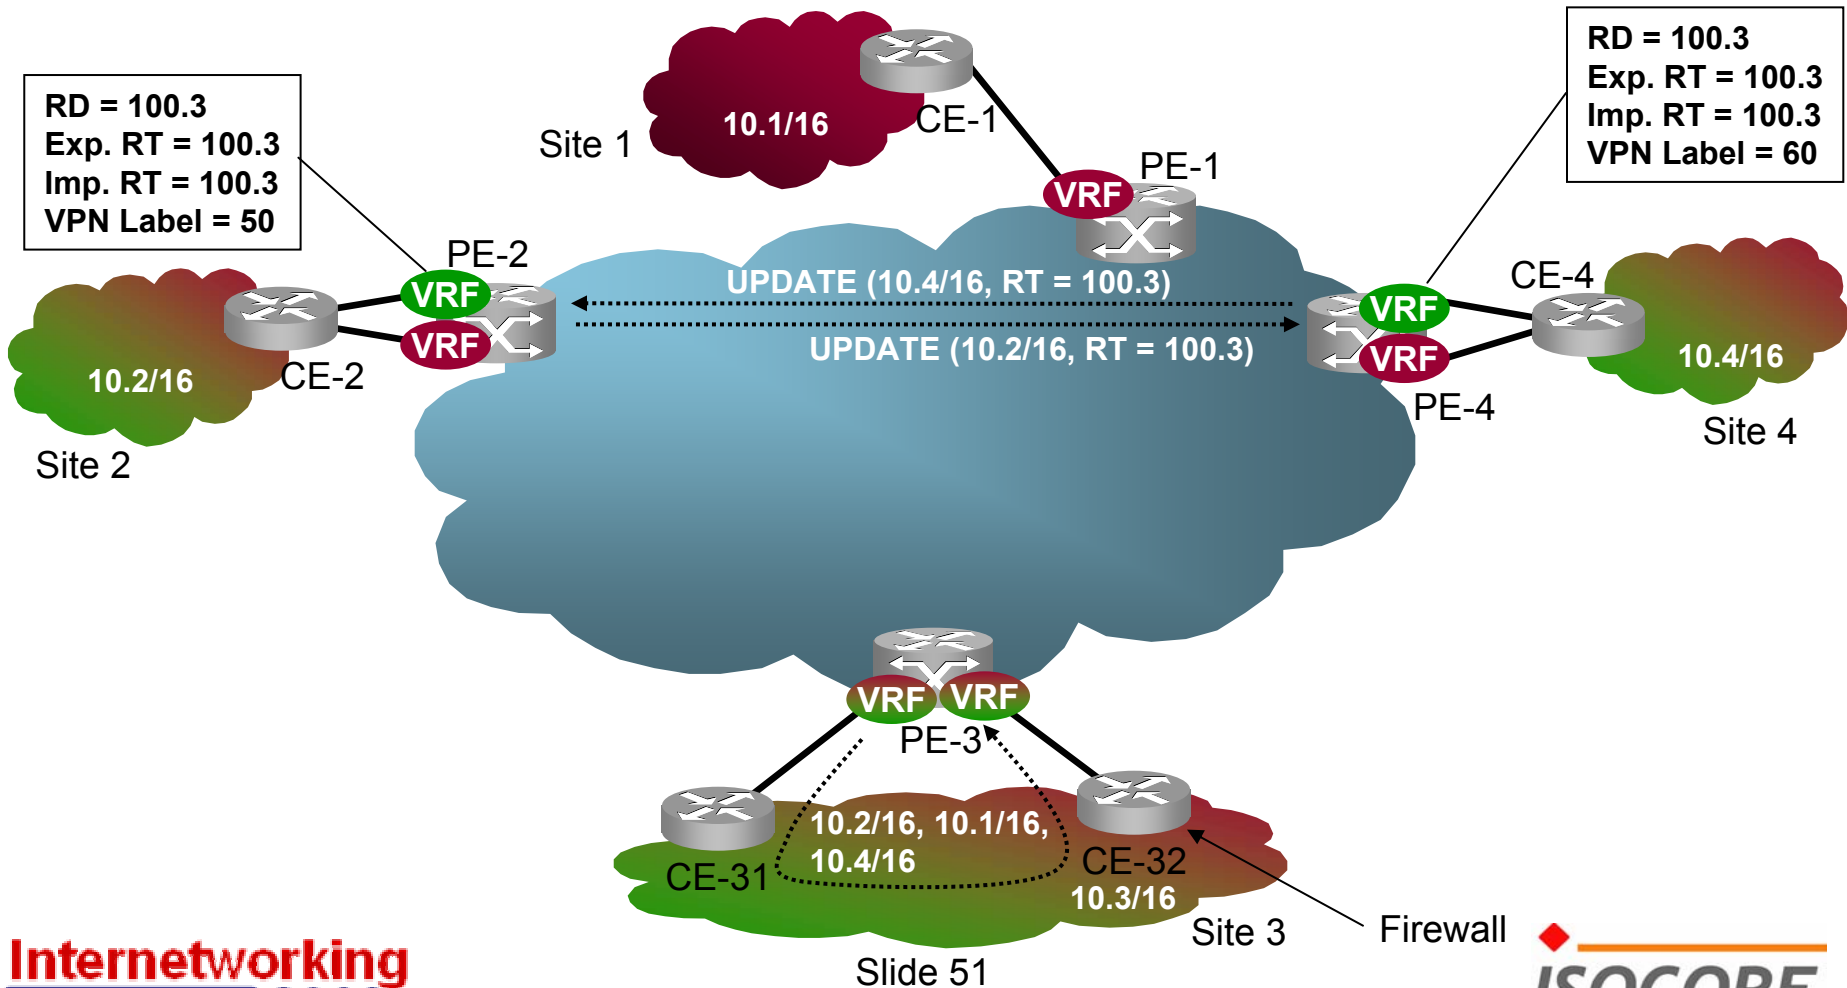 RD = 100.3
Exp. RT = 100.3
Imp. RT = 100.3
VPN Label = 50
RD = 100.3
Exp. RT = 100.3
Imp. RT = 100.3
VPN Label = 60
Site 1
10.1/16
CE-1
PE-1
VRF
PE-2
VRF
VRF
CE-2
10.2/16
Site 2
UPDATE (10.4/16, RT = 100.3)
UPDATE (10.2/16, RT = 100.3)
CE-4
VRF
VRF
PE-4
10.4/16
Site 4
VRF
VRF
PE-3
10.2/16, 10.1/16,
10.4/16
CE-31
CE-32
10.3/16
Site 3
Firewall
Internetworking
Slide 51
ISOCORE